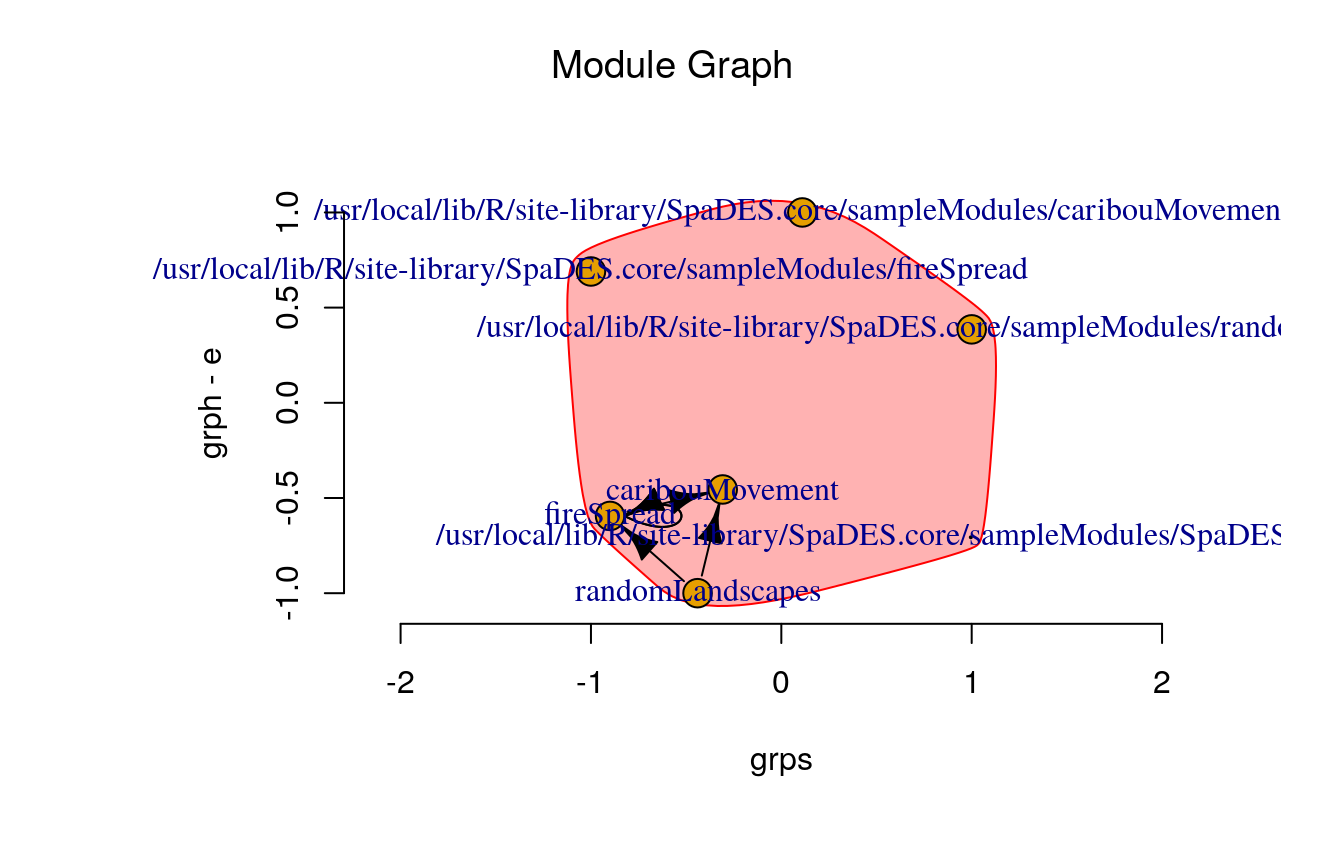 Module Graph
/usr/local/lib/R/site-library/SpaDES.core/sampleModules/caribouMovemen
/usr/local/lib/R/site-library/SpaDES.core/sampleModules/fireSpread
/usr/local/lib/R/site-library/SpaDES.core/sampleModules/rando
caribouMovement
fireSpread
/usr/local/lib/R/site-library/SpaDES.core/sampleModules/SpaDES
randomLandscapes
grph - e
1.0
0.5
0.0
-0.5
-1.0
-2 -1 0 1 2
grps